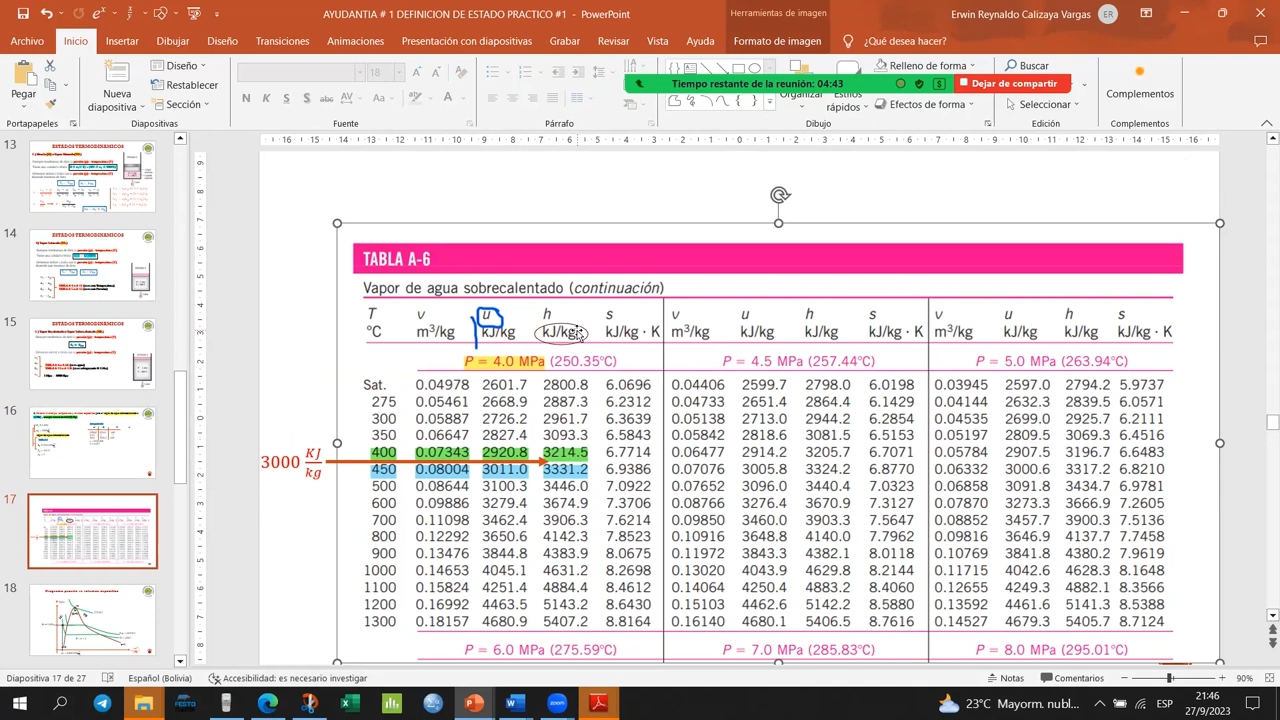 AYUDANTIA # 1 DEFINICION DE ESTADO TERMODINAMICOS - PowerPoint
Herramientas de imagen
Erwin Reynaldo Calizaya Vargas
ER
Archivo Inicio Insertar Dibujar Diseño Transiciones Animaciones Presentación con diapositivas Grabar Revisar Vista Ayuda Formato de imagen ¿Qué desea hacer?
Tiempo restante de la reunión: 04:43
Dejar de compartir
Pegar
Nueva diapositiva
Diseño
Restablecer
Sección
18
Organizar
Estilos rápidos
Relleno de forma
Efectos de forma
Buscar
Seleccionar
Complementos
Portapapeles Diapositivas Fuente Párrafo Dibujo Edición Complementos
13
ESTADOS TERMODINAMICOS
14
ESTADOS TERMODINAMICOS
15
ESTADOS TERMODINAMICOS
16
17
18
TABLA A-6
Vapor de agua sobrecalentado (continuación)
T v u h s v u h s v u h s
°C m³/kg kJ/kg kJ/kg kJ/kg · K m³/kg kJ/kg kJ/kg kJ/kg · K m³/kg kJ/kg kJ/kg kJ/kg · K
P MPa (250.35°C) P = MPa (257.44°C) P = 5.0 MPa (263.94°C)
Sat. 0.04978 2601.7 2800.8 6.0696 0.04406 2599.7 2798.0 6.0198 0.03945 2597.0 2794.2 5.9737
275 0.05461 2668.9 2887.3 6.2312 0.04733 2651.4 2864.4 6.1429 0.04144 2632.3 2839.5 6.0571
300 0.05887 2726.2 2961.7 6.3639 0.05138 2713.0 2944.2 6.2854 0.04535 2699.0 2925.7 6.2111
350 0.06647 2827.4 3093.3 6.5843 0.05842 2818.6 3081.5 6.5153 0.05197 2809.5 3069.3 6.4516
400 0.07343 2920.8 3214.5 6.7714 0.06477 2914.2 3205.7 6.7071 0.05784 2907.5 3196.7 6.6483
3000 KJ/kg
450 0.08004 3011.0 3331.2 6.9386 0.07076 3005.8 3324.2 6.8770 0.06332 3000.6 3317.2 6.8210
500 0.08644 3100.3 3446.0 7.0922 0.07652 3096.0 3440.4 7.0323 0.06858 3091.8 3434.7 6.9781
600 0.09886 3279.4 3674.9 7.3706 0.08766 3276.4 3670.9 7.3127 0.07870 3273.3 3666.9 7.2605
700 0.11098 3462.4 3906.3 7.6214 0.09850 3460.0 3903.3 7.5647 0.08852 3457.7 3900.3 7.5136
800 0.12292 3650.6 4142.3 7.8523 0.10916 3648.8 4140.0 7.7962 0.09816 3646.9 4137.7 7.7458
900 0.13476 3844.8 4383.9 8.0675 0.11972 3843.3 4382.1 8.0118 0.10769 3841.8 4380.2 7.9619
1000 0.14653 4045.1 4631.2 8.2698 0.13020 4043.9 4629.8 8.2144 0.11715 4042.6 4628.3 8.1648
1100 0.15824 4251.4 4884.4 8.4612 0.14064 4250.4 4883.2 8.4060 0.12655 4249.3 4882.1 8.3566
1200 0.16992 4463.5 5143.2 8.6430 0.15103 4462.6 5142.2 8.5880 0.13592 4461.6 5141.3 8.5388
1300 0.18157 4680.9 5407.2 8.8164 0.16140 4680.1 5406.5 8.7616 0.14527 4679.3 5405.7 8.7124
P = 6.0 MPa (275.59°C) P = 7.0 MPa (285.83°C) P = 8.0 MPa (295.01°C)
Diapositiva 17 de 27 Español (Bolivia) Accesibilidad: es necesario investigar Notas Comentarios 90%
23°C Mayorm. nubl... ESP 21:46
27/9/2023